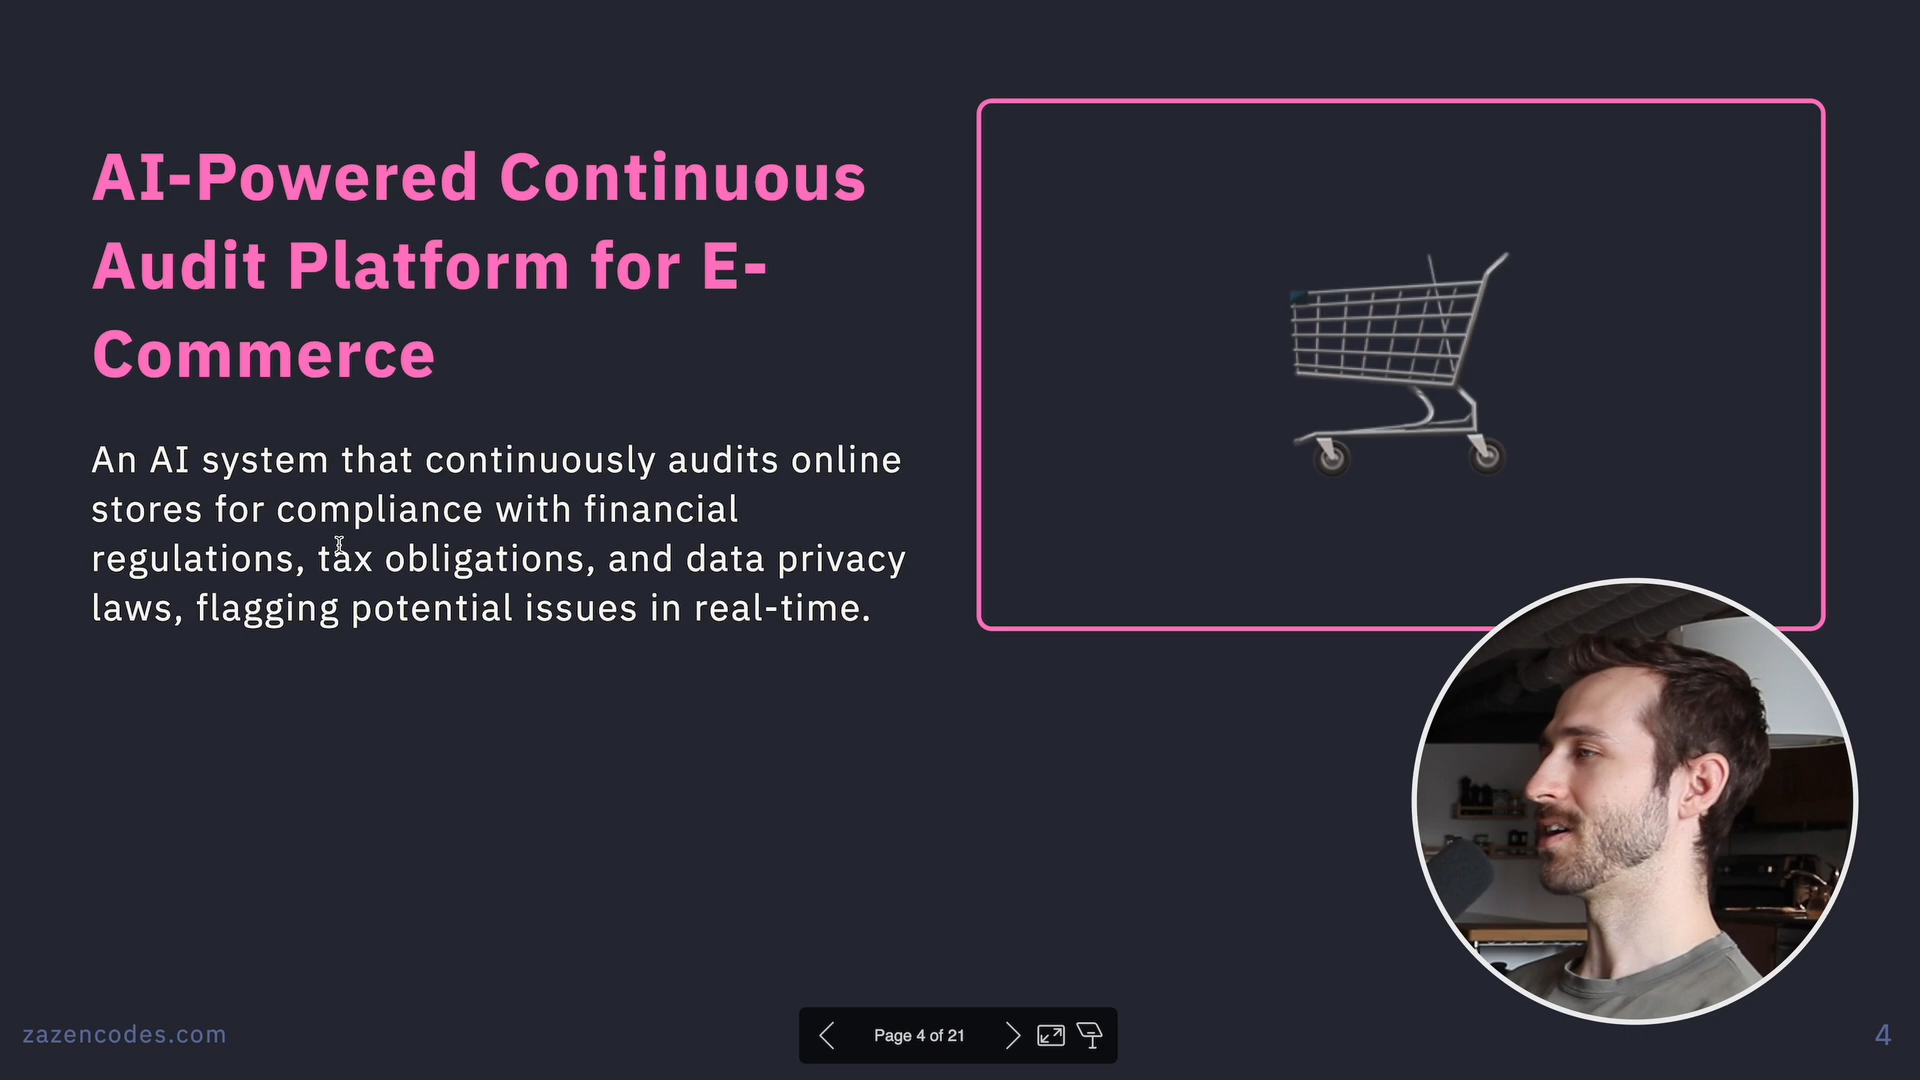 AI-Powered Continuous
Audit Platform for E-
Commerce
An AI system that continuously audits online
stores for compliance with financial
regulations, tax obligations, and data privacy
laws, flagging potential issues in real-time.
zazencodes.com
Page 4 of 21
4